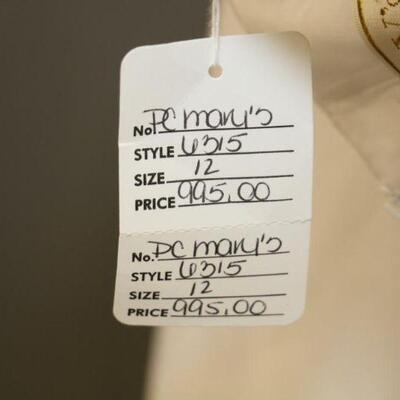 No. PC mary's
STYLE 6315
SIZE 12
PRICE 995.00
No. PC mary's
STYLE 6315
SIZE 12
PRICE 995.00